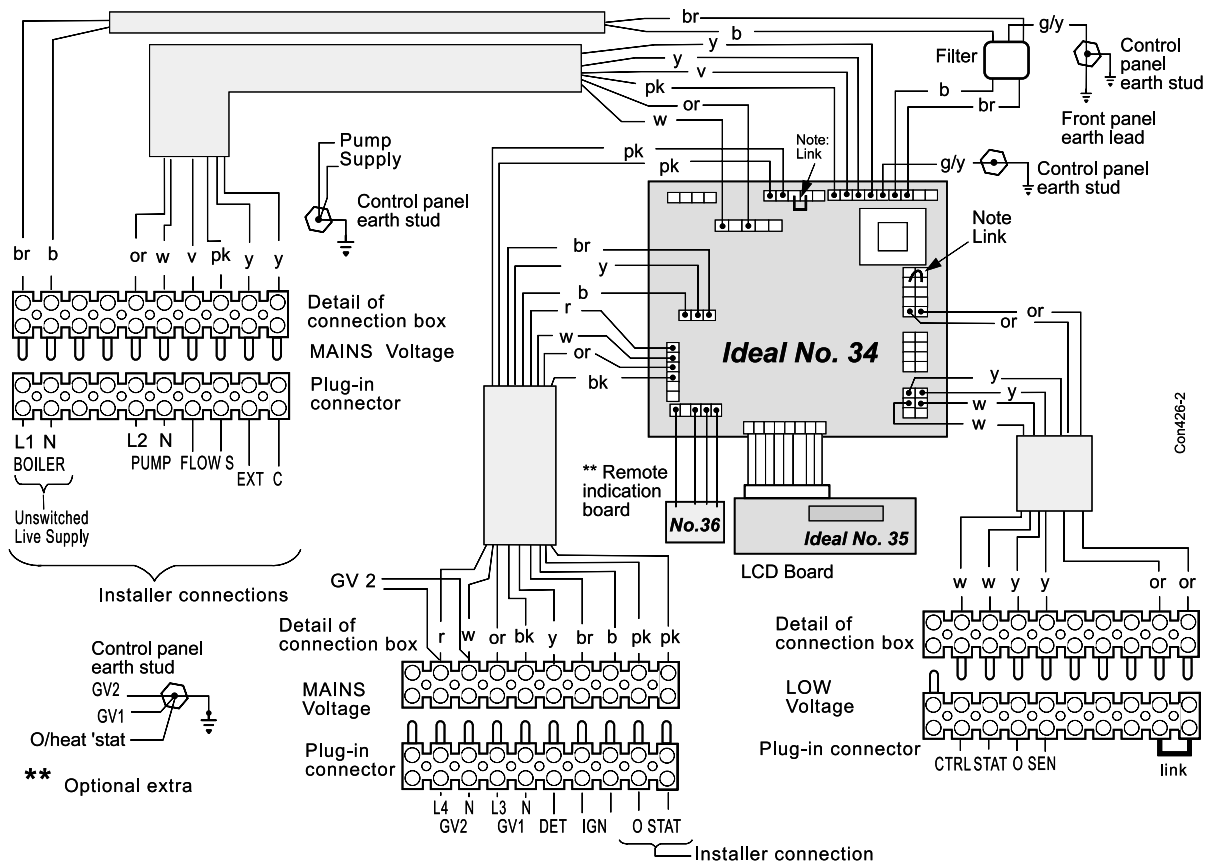 br
b
g/y
Filter
Control
panel
earth stud
Front panel
earth lead
y
y
v
pk
or
w
b
br
Pump
Supply
Control panel
earth stud
pk
pk
Note:
Link
g/y
Control panel
earth stud
Note
Link
br b or w v pk y y
Detail of
connection box
MAINS Voltage
Plug-in
connector
L1 N L2 N
BOILER PUMP FLOW S
EXT C
Unswitched
Live Supply
Installer connections
br
y
b
r
w
or
bk
Ideal No. 34
or
or
y
y
w
w
Con426-2
** Remote
indication
board
No.36
Ideal No. 35
LCD Board
GV 2
Detail of
connection box
r w or bk y br b pk pk
MAINS
Voltage
Plug-in
connector
L4 N L3 N
GV2 GV1 DET IGN O STAT
Installer connection
Control panel
earth stud
GV2
GV1
O/heat 'stat
** Optional extra
w w y y or or
Detail of
connection box
LOW
Voltage
Plug-in connector
CTRL STAT O SEN
link